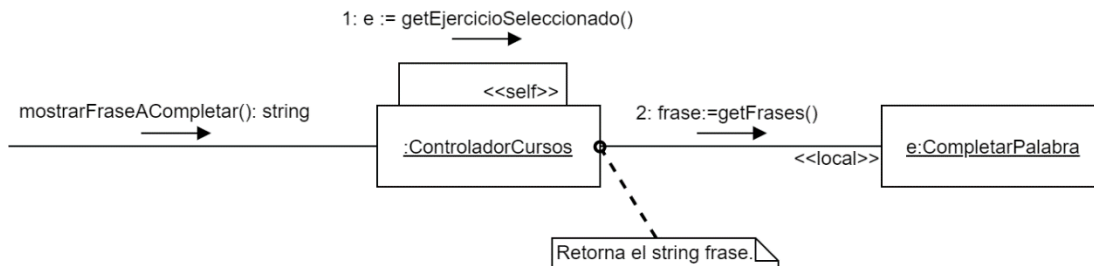 1: e := getEjercicioSeleccionado()
<<self>>
mostrarFraseACompletar(): string
2: frase:=getFrases()
:ControladorCursos
e:CompletarPalabra
<<local>>
Retorna el string frase.